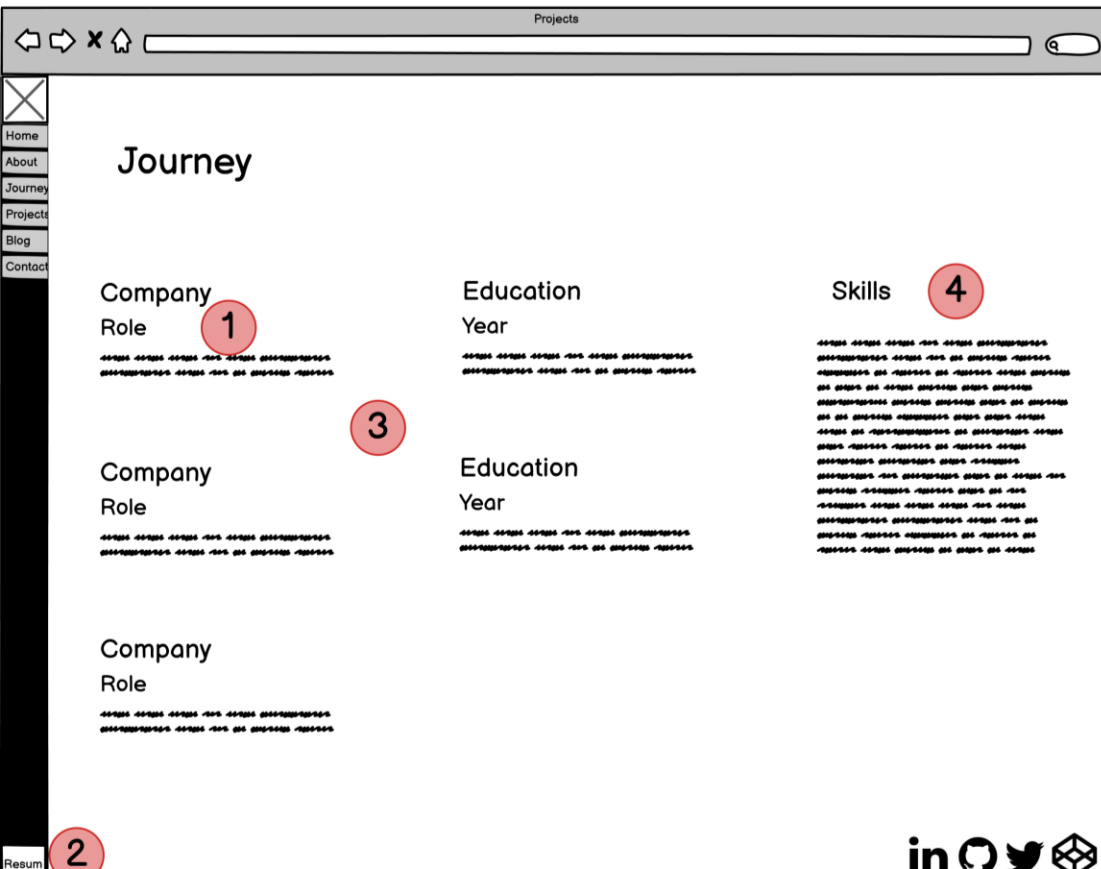 Projects
Home
About
Journey
Projects
Blog
Contact
Journey
Company
Role
1
Education
Year
Skills
4
3
Company
Role
Education
Year
Company
Role
Resum
2
in